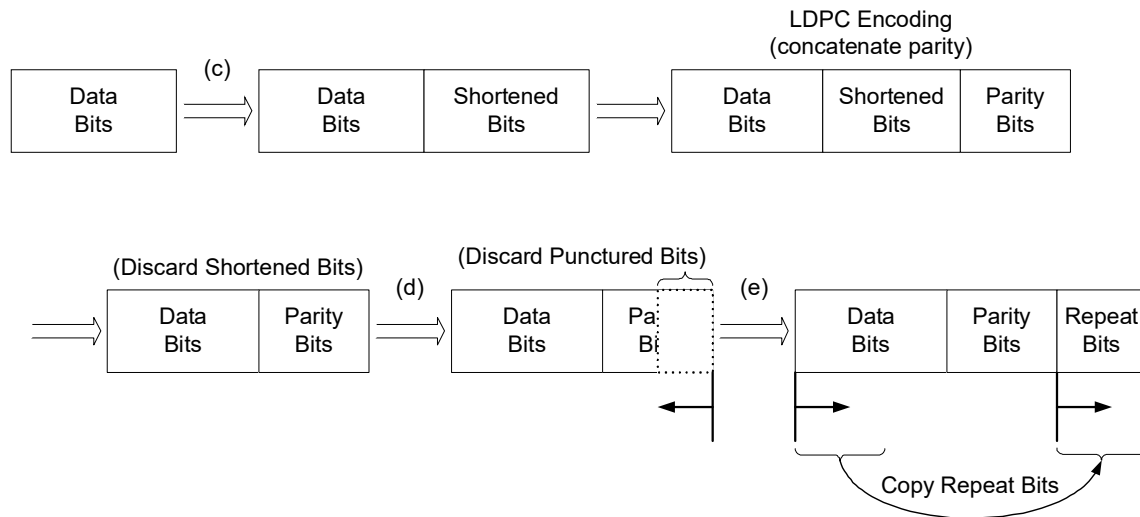 LDPC Encoding
(concatenate parity)
(c)
Data Bits
Data Bits
Shortened Bits
Data Bits
Shortened Bits
Parity Bits
(Discard Shortened Bits)
(d)
(Discard Punctured Bits)
(e)
Data Bits
Parity Bits
Data Bits
Data Bits
Parity Bits
Repeat Bits
Copy Repeat Bits